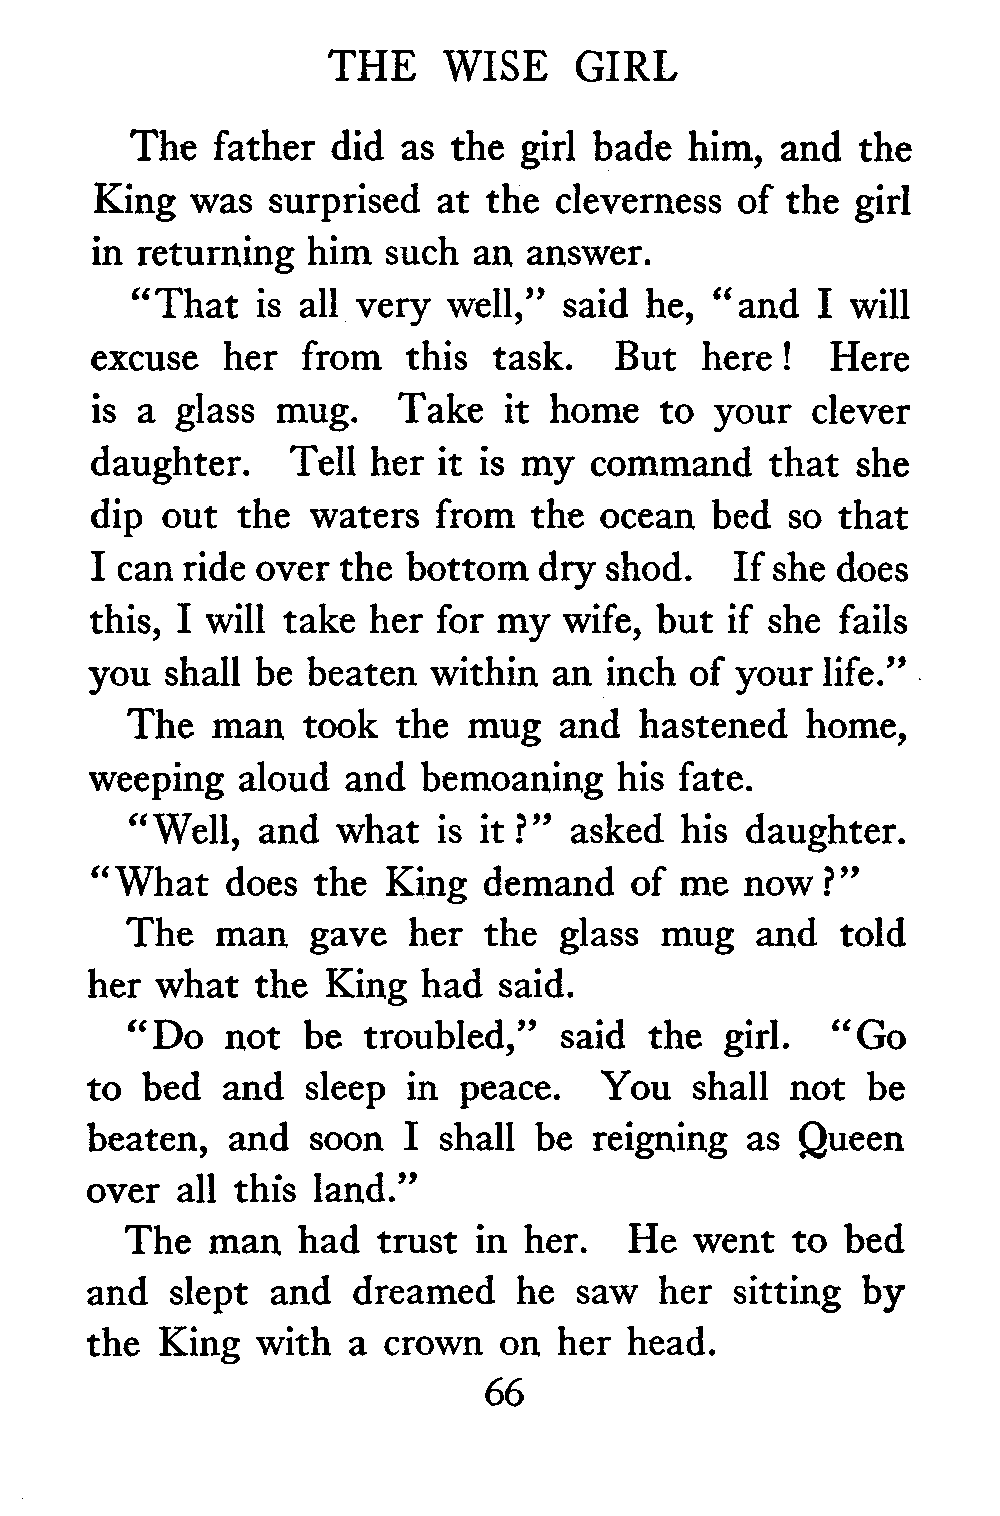 THE WISE GIRL
The father did as the girl bade him, and the
King was surprised at the cleverness of the girl
in returning him such an answer.
“That is all very well,” said he, “and I will
excuse her from this task. But here! Here
is a glass mug. Take it home to your clever
daughter. Tell her it is my command that she
dip out the waters from the ocean bed so that
I can ride over the bottom dry shod. If she does
this, I will take her for my wife, but if she fails
you shall be beaten within an inch of your life.”
The man took the mug and hastened home,
weeping aloud and bemoaning his fate.
“Well, and what is it?” asked his daughter.
“What does the King demand of me now?”
The man gave her the glass mug and told
her what the King had said.
“Do not be troubled,” said the girl. “Go
to bed and sleep in peace. You shall not be
beaten, and soon I shall be reigning as Queen
over all this land.”
The man had trust in her. He went to bed
and slept and dreamed he saw her sitting by
the King with a crown on her head.
66